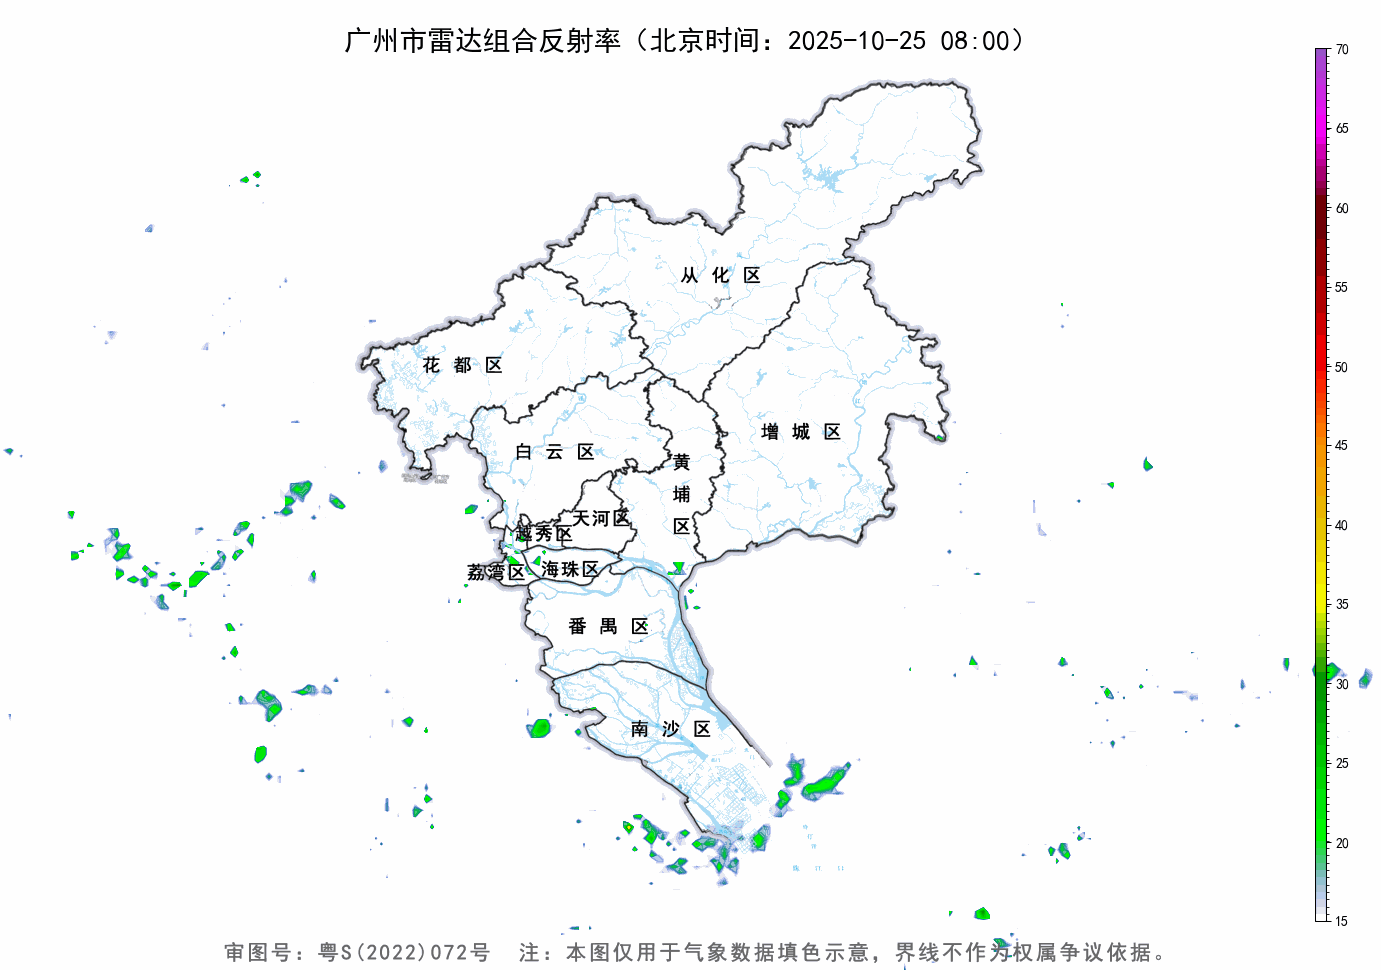 广州市雷达组合反射率（北京时间：2025-10-25 08:00）
70
65
60
55
50
45
40
35
30
25
20
15
从化区
花都区
增城区
白云区
黄埔区
天河区
越秀区
荔湾区
海珠区
番禺区
南沙区
审图号：粤S(2022)072号 注：本图仅用于气象数据填色示意，界线不作为权属争议依据。